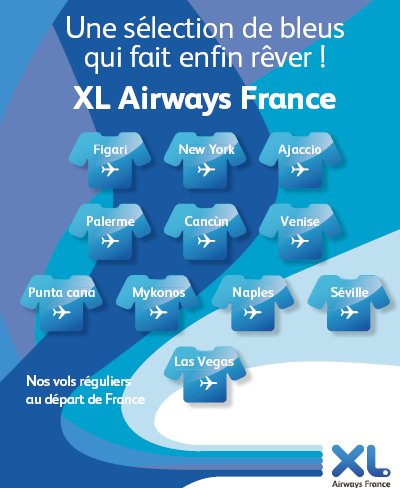 Une sélection de bleus
qui fait enfin rêver !
XL Airways France
Figari
New York
Ajaccio
Palerme
Cancùn
Venise
Punta cana
Mykonos
Naples
Séville
Las Vegas
Nos vols réguliers
au départ de France
XL.
Airways France